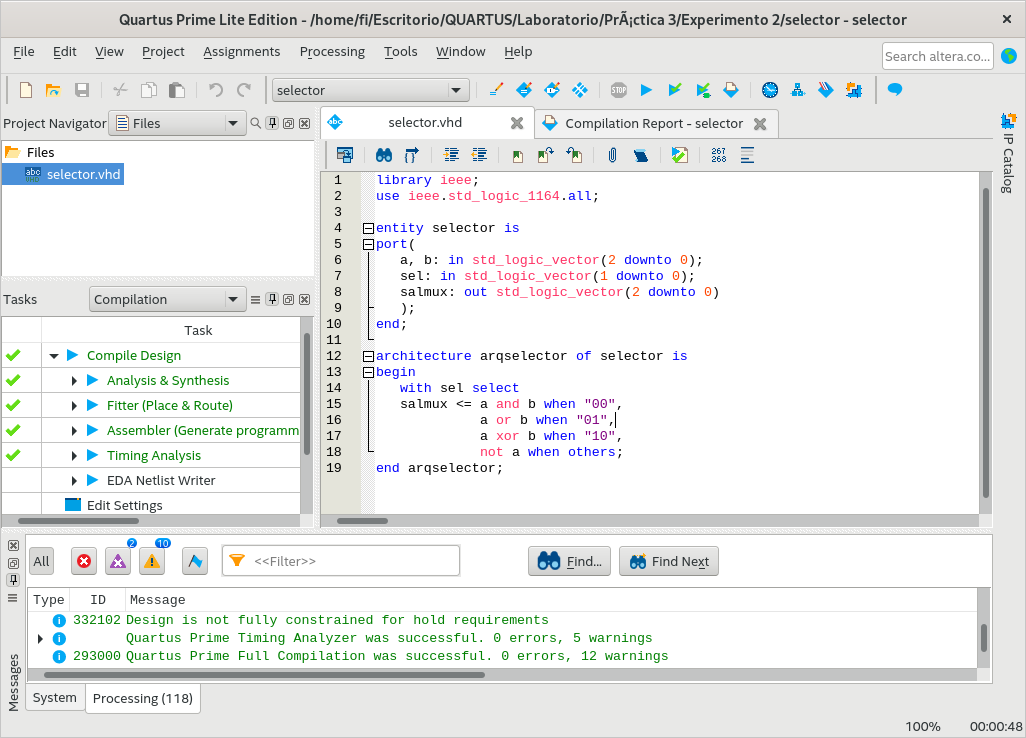 Quartus Prime Lite Edition - /home/fi/Escritorio/QUARTUS/Laboratorio/PrÃ¡ctica 3/Experimento 2/selector - selector
File Edit View Project Assignments Processing Tools Window Help
Search altera.co...
selector
STOP
Project Navigator Files
selector.vhd
Compilation Report - selector
Files
selector.vhd
267
268
1 library ieee;
2 use ieee.std_logic_1164.all;
3
4 entity selector is
5 port(
6 a, b: in std_logic_vector(2 downto 0);
7 sel: in std_logic_vector(1 downto 0);
8 salmux: out std_logic_vector(2 downto 0)
9 );
10 end;
11
12 architecture arqselector of selector is
13 begin
14 with sel select
15 salmux <= a and b when "00",
16 a or b when "01",
17 a xor b when "10",
18 not a when others;
19 end arqselector;
IP Catalog
Tasks Compilation
Task
Compile Design
Analysis & Synthesis
Fitter (Place & Route)
Assembler (Generate programm
Timing Analysis
EDA Netlist Writer
Edit Settings
All
2
10
<<Filter>>
Find...
Find Next
Type ID Message
332102 Design is not fully constrained for hold requirements
Quartus Prime Timing Analyzer was successful. 0 errors, 5 warnings
293000 Quartus Prime Full Compilation was successful. 0 errors, 12 warnings
Messages
System Processing (118)
100% 00:00:48